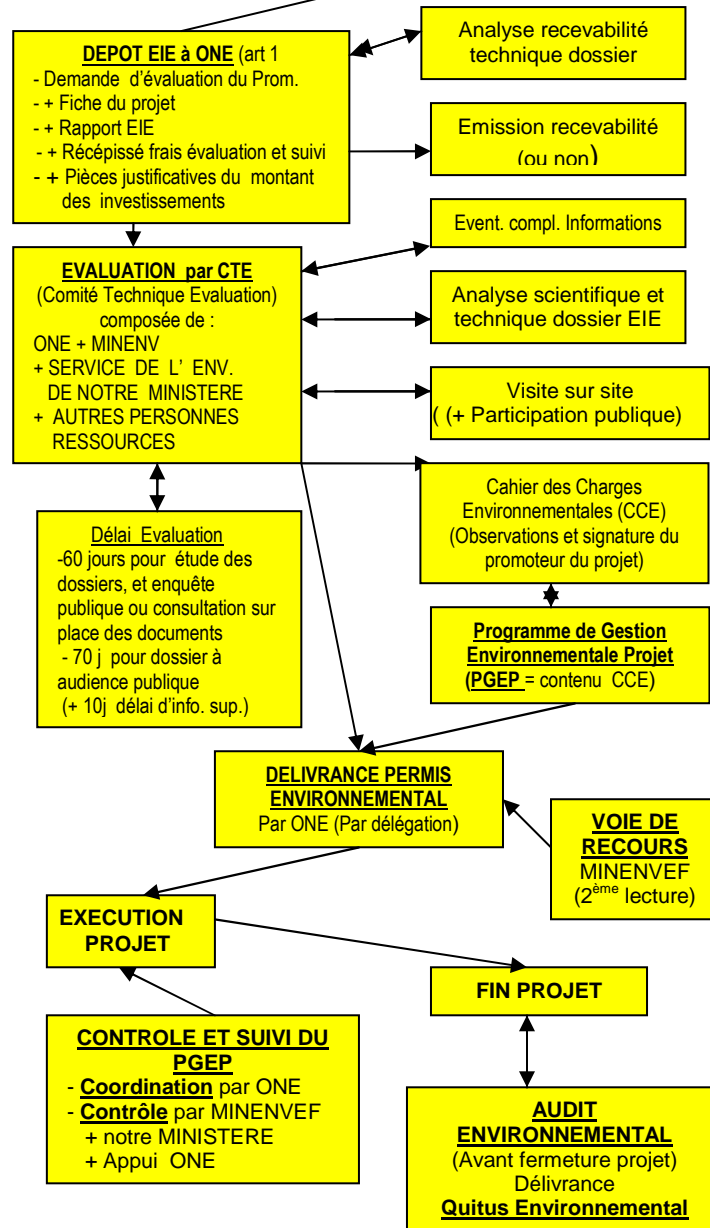 DEPOT EIE à ONE (art 1
- Demande d'évaluation du Prom.
- + Fiche du projet
- + Rapport EIE
- + Récépissé frais évaluation et suivi
- + Pièces justificatives du montant
des investissements
Analyse recevabilité
technique dossier
Emission recevabilité
(ou non)
EVALUATION par CTE
(Comité Technique Evaluation)
composée de :
ONE + MINENV
+ SERVICE DE L' ENV.
DE NOTRE MINISTERE
+ AUTRES PERSONNES
RESSOURCES
Event. compl. Informations
Analyse scientifique et
technique dossier EIE
Visite sur site
( (+ Participation publique)
Délai Evaluation
-60 jours pour étude des
dossiers, et enquête
publique ou consultation sur
place des documents
- 70 j pour dossier à
audience publique
(+ 10j délai d'info. sup.)
Cahier des Charges
Environnementales (CCE)
(Observations et signature du
promoteur du projet)
Programme de Gestion
Environnementale Projet
(PGEP = contenu CCE)
DELIVRANCE PERMIS
ENVIRONNEMENTAL
Par ONE (Par délégation)
VOIE DE
RECOURS
MINENVEF
(2ème lecture)
EXECUTION
PROJET
FIN PROJET
CONTROLE ET SUIVI DU
PGEP
- Coordination par ONE
- Contrôle par MINENVEF
+ notre MINISTERE
+ Appui ONE
AUDIT
ENVIRONNEMENTAL
(Avant fermeture projet)
Délivrance
Quitus Environnemental